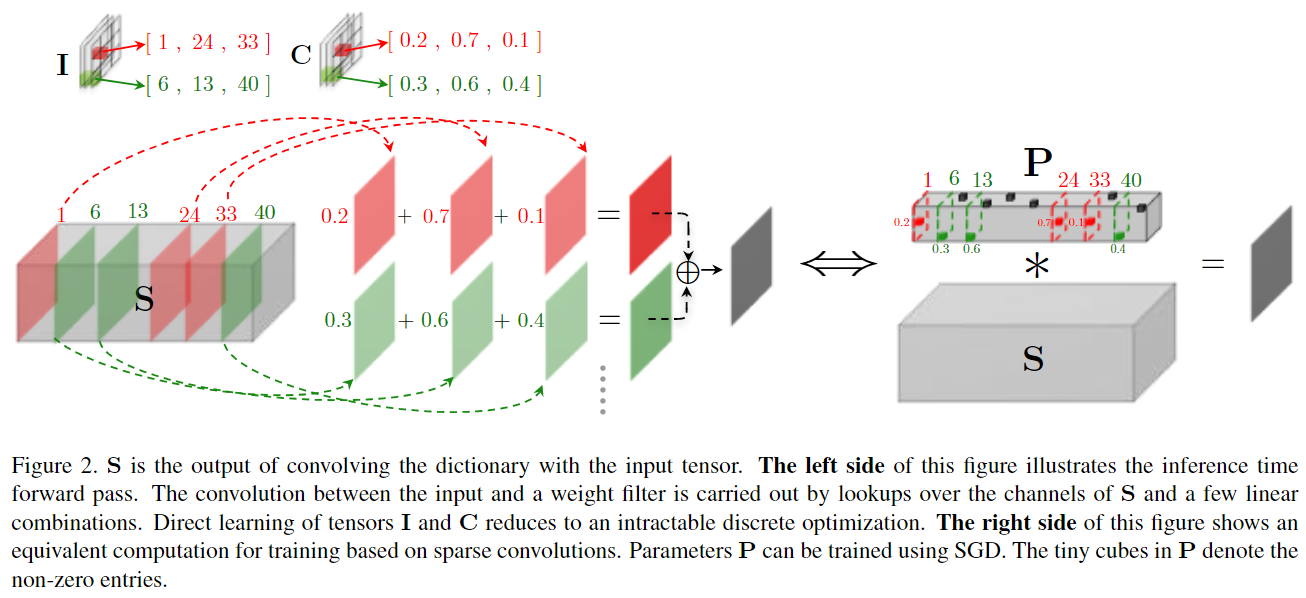 I [ 1 , 24 , 33 ] C [ 0.2 , 0.7 , 0.1 ]
[ 6 , 13 , 40 ] [ 0.3 , 0.6 , 0.4 ]
1 6 13 24 33 40
S
0.2 + 0.7 + 0.1 =
0.3 + 0.6 + 0.4 =
⊕
⟺
P
1 6 13 24 33 40
0.2 0.7 0.1
0.3 0.6 0.4
* =
S
Figure 2. S is the output of convolving the dictionary with the input tensor. The left side of this figure illustrates the inference time
forward pass. The convolution between the input and a weight filter is carried out by lookups over the channels of S and a few linear
combinations. Direct learning of tensors I and C reduces to an intractable discrete optimization. The right side of this figure shows an
equivalent computation for training based on sparse convolutions. Parameters P can be trained using SGD. The tiny cubes in P denote the
non-zero entries.